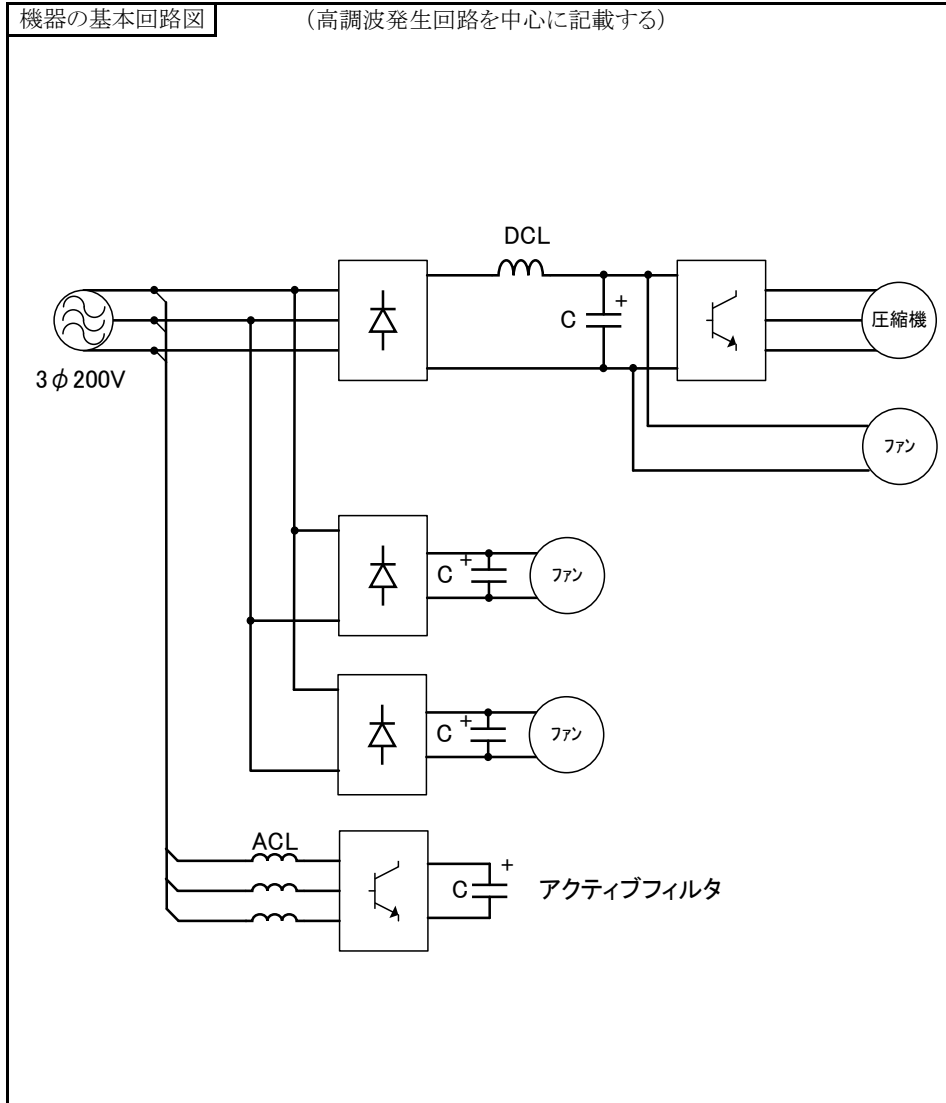 機器の基本回路図
(高調波発生回路を中心に記載する)
DCL
C
+
圧縮機
3φ200V
ファン
C
+
ファン
C
+
ファン
ACL
C
+
アクティブフィルタ